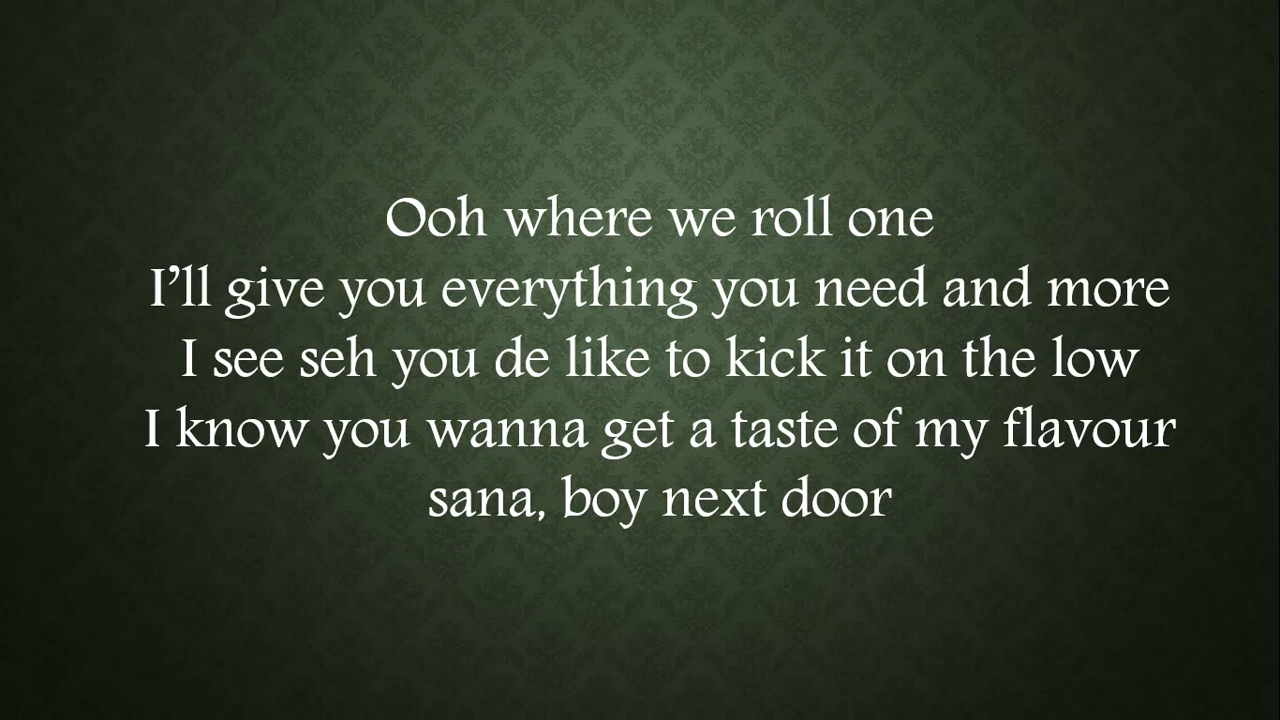 Ooh where we roll one
I'll give you everything you need and more
I see seh you de like to kick it on the low
I know you wanna get a taste of my flavour
sana, boy next door